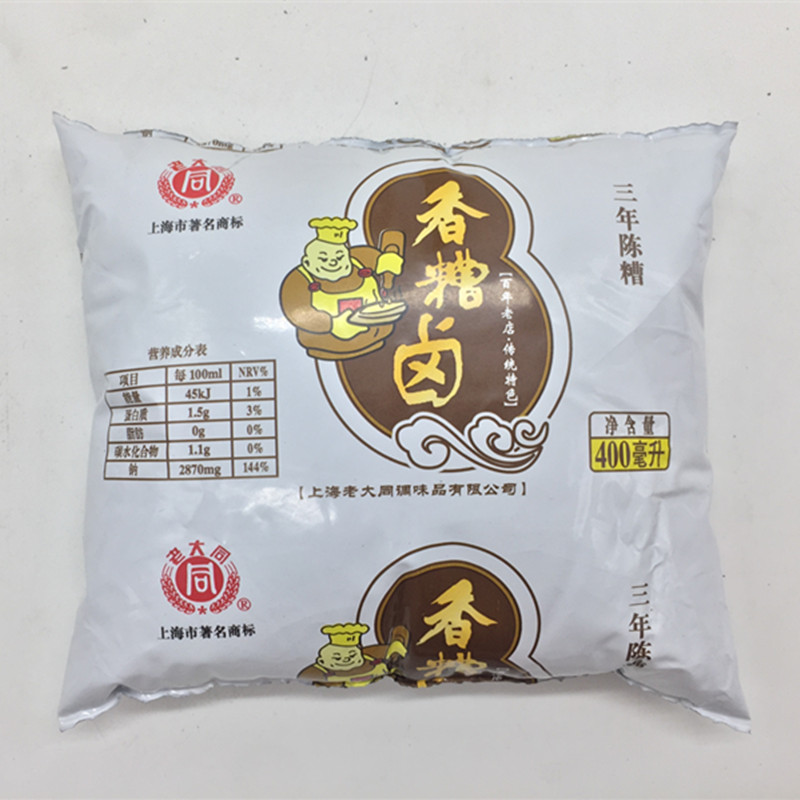 老大同
同
®
上海市著名商标
香糟卤
【百年老店·传统特色】
三年陈糟
营养成分表
项目 每100ml NRV%
能量 45kJ 1%
蛋白质 1.5g 3%
脂肪 0g 0%
碳水化合物 1.1g 0%
钠 2870mg 144%
净含量
400毫升
【上海老大同调味品有限公司】
老大同
同
®
上海市著名商标
香糟
三年陈